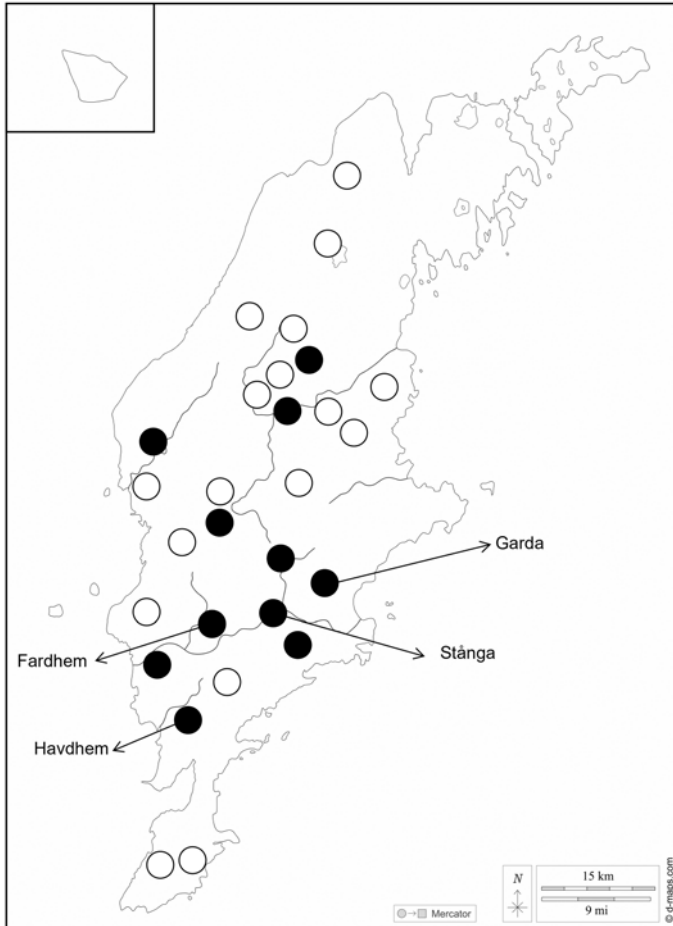 Garda
Stånga
Fardhem
Havdhem
N
15 km
9 mi
Mercator
© d-maps.com